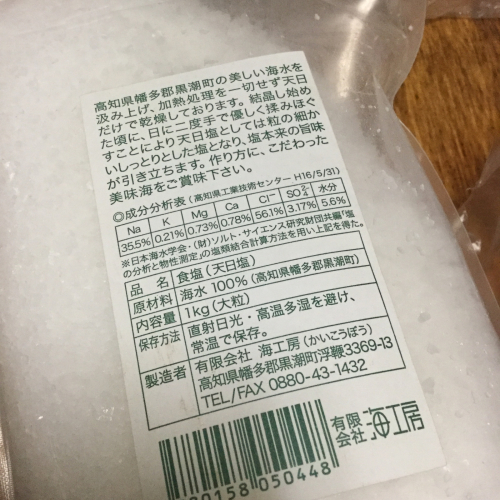 高知県幡多郡黒潮町の美しい海水を
汲み上げ、加熱処理を一切せず天日
だけで乾燥しております。結晶し始め
た頃に、日に二度手で優しく揉みほぐ
すことにより天日塩としては粒の細か
いしっとりとした塩となり、塩本来の旨味
が引き立ちます。作り方に、こだわった
美味海をご賞味下さい。
◎成分分析表(高知県工業技術センター H16/5/31)
Na K Mg Ca Cl⁻ SO₄²⁻ 水分
35.5% 0.21% 0.73% 0.78% 56.1% 3.17% 5.6%
※日本海水学会・(財)ソルト・サイエンス研究財団共編「塩
の分析と物性測定」の塩類結合計算方法を用い上記を得た。
品 名 食塩(天日塩)
原材料 海水 100%(高知県幡多郡黒潮町)
内容量 1kg(大粒)
保存方法 直射日光・高温多湿を避け、
常温で保存。
製造者 有限会社 海工房(かいこうぼう)
高知県幡多郡黒潮町浮鞭3369-13
TEL/FAX 0880-43-1432
有限会社 海工房
80158 050448